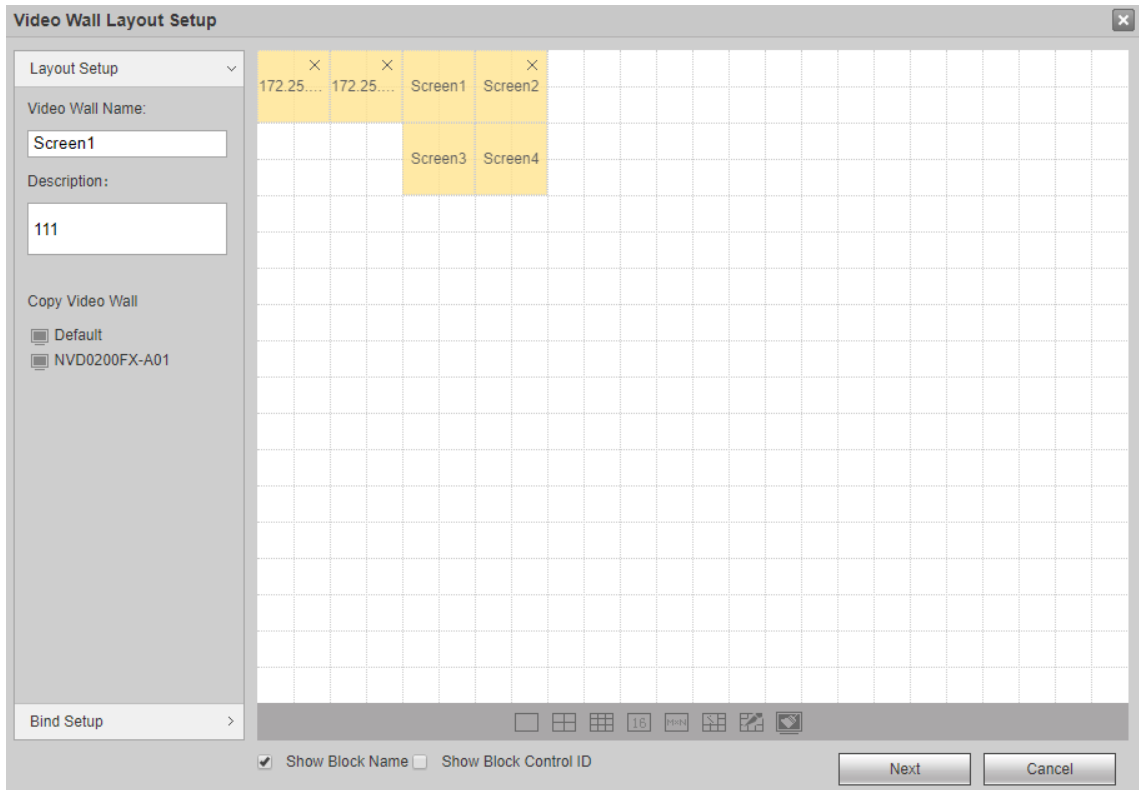 Video Wall Layout Setup
Layout Setup
Video Wall Name:
Screen1
Description:
111
Copy Video Wall
Default
NVD0200FX-A01
Bind Setup
172.25.... 172.25.... Screen1 Screen2
Screen3 Screen4
16 M×N
Show Block Name Show Block Control ID
Next Cancel